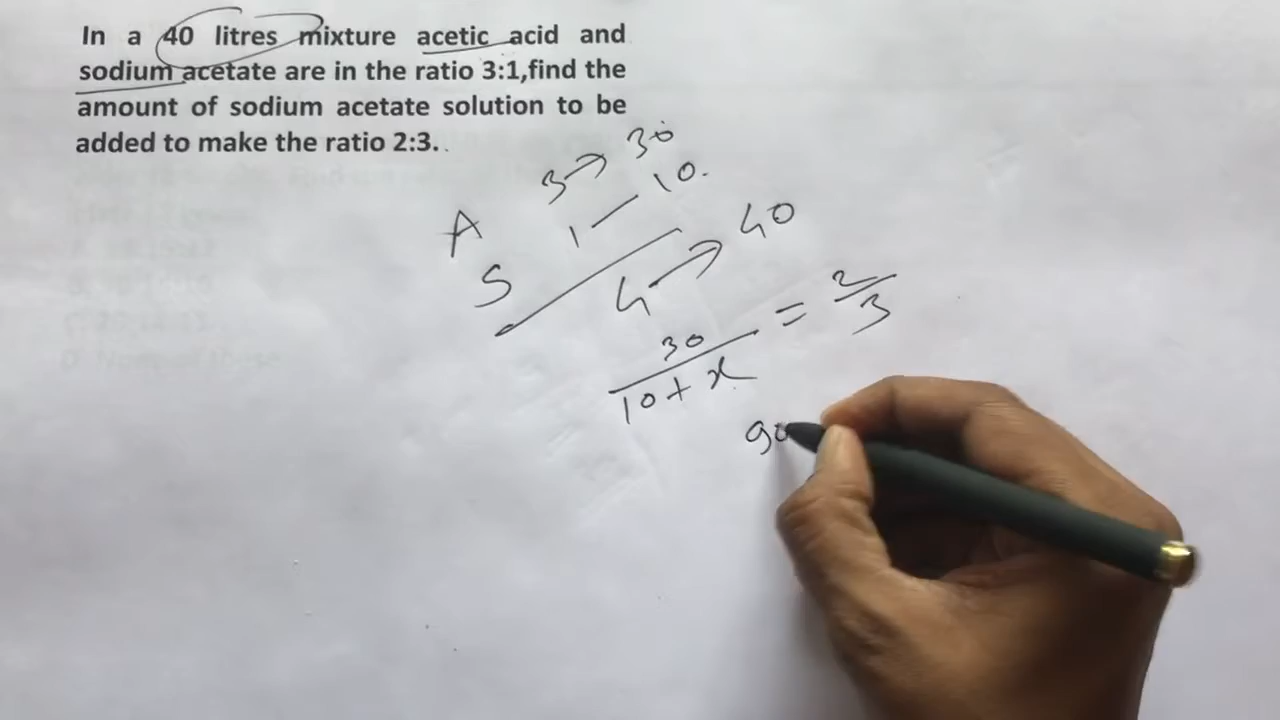 In a 40 litres mixture acetic acid and
sodium acetate are in the ratio 3:1,find the
amount of sodium acetate solution to be
added to make the ratio 2:3..
A 3 → 30
S 1 — 10.
4 → 40
30/10+x = 2/3
90